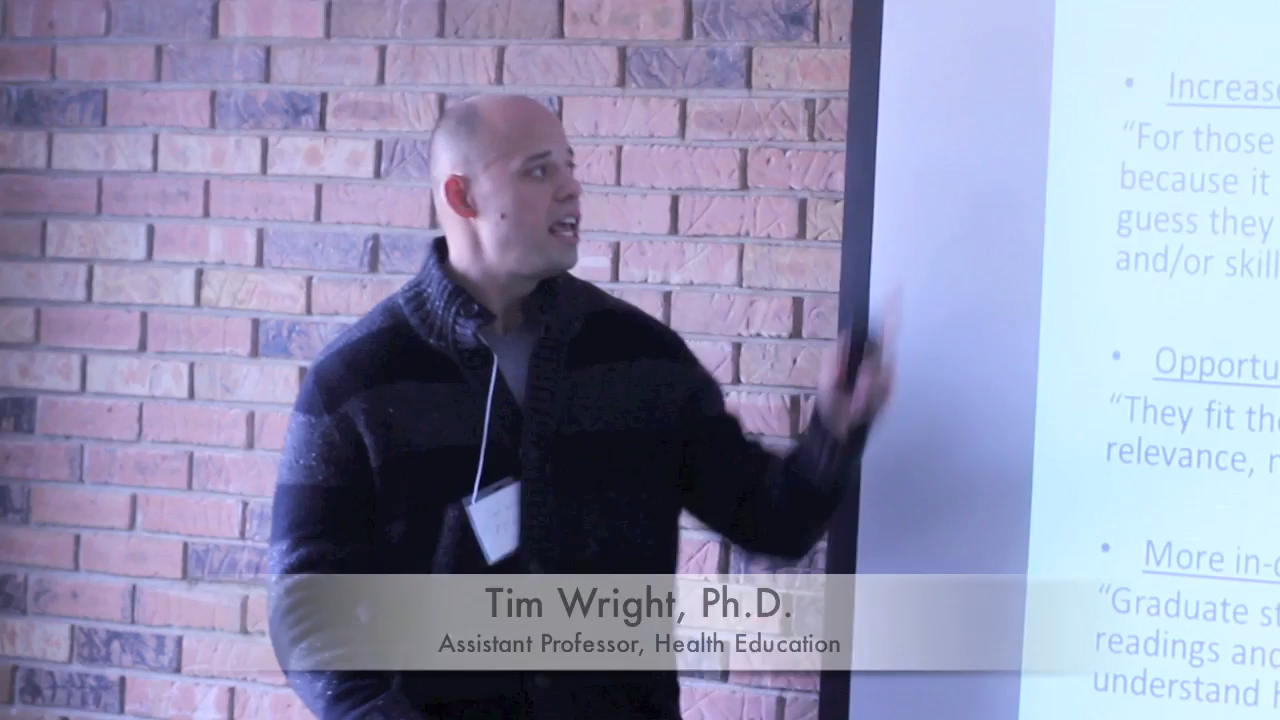 • Increase
“For those
because it
guess they
and/or skill
• Opportu
“They fit the
relevance, 
• More in-
“Graduate st
readings and
understand
Tim Wright, Ph.D.
Assistant Professor, Health Education